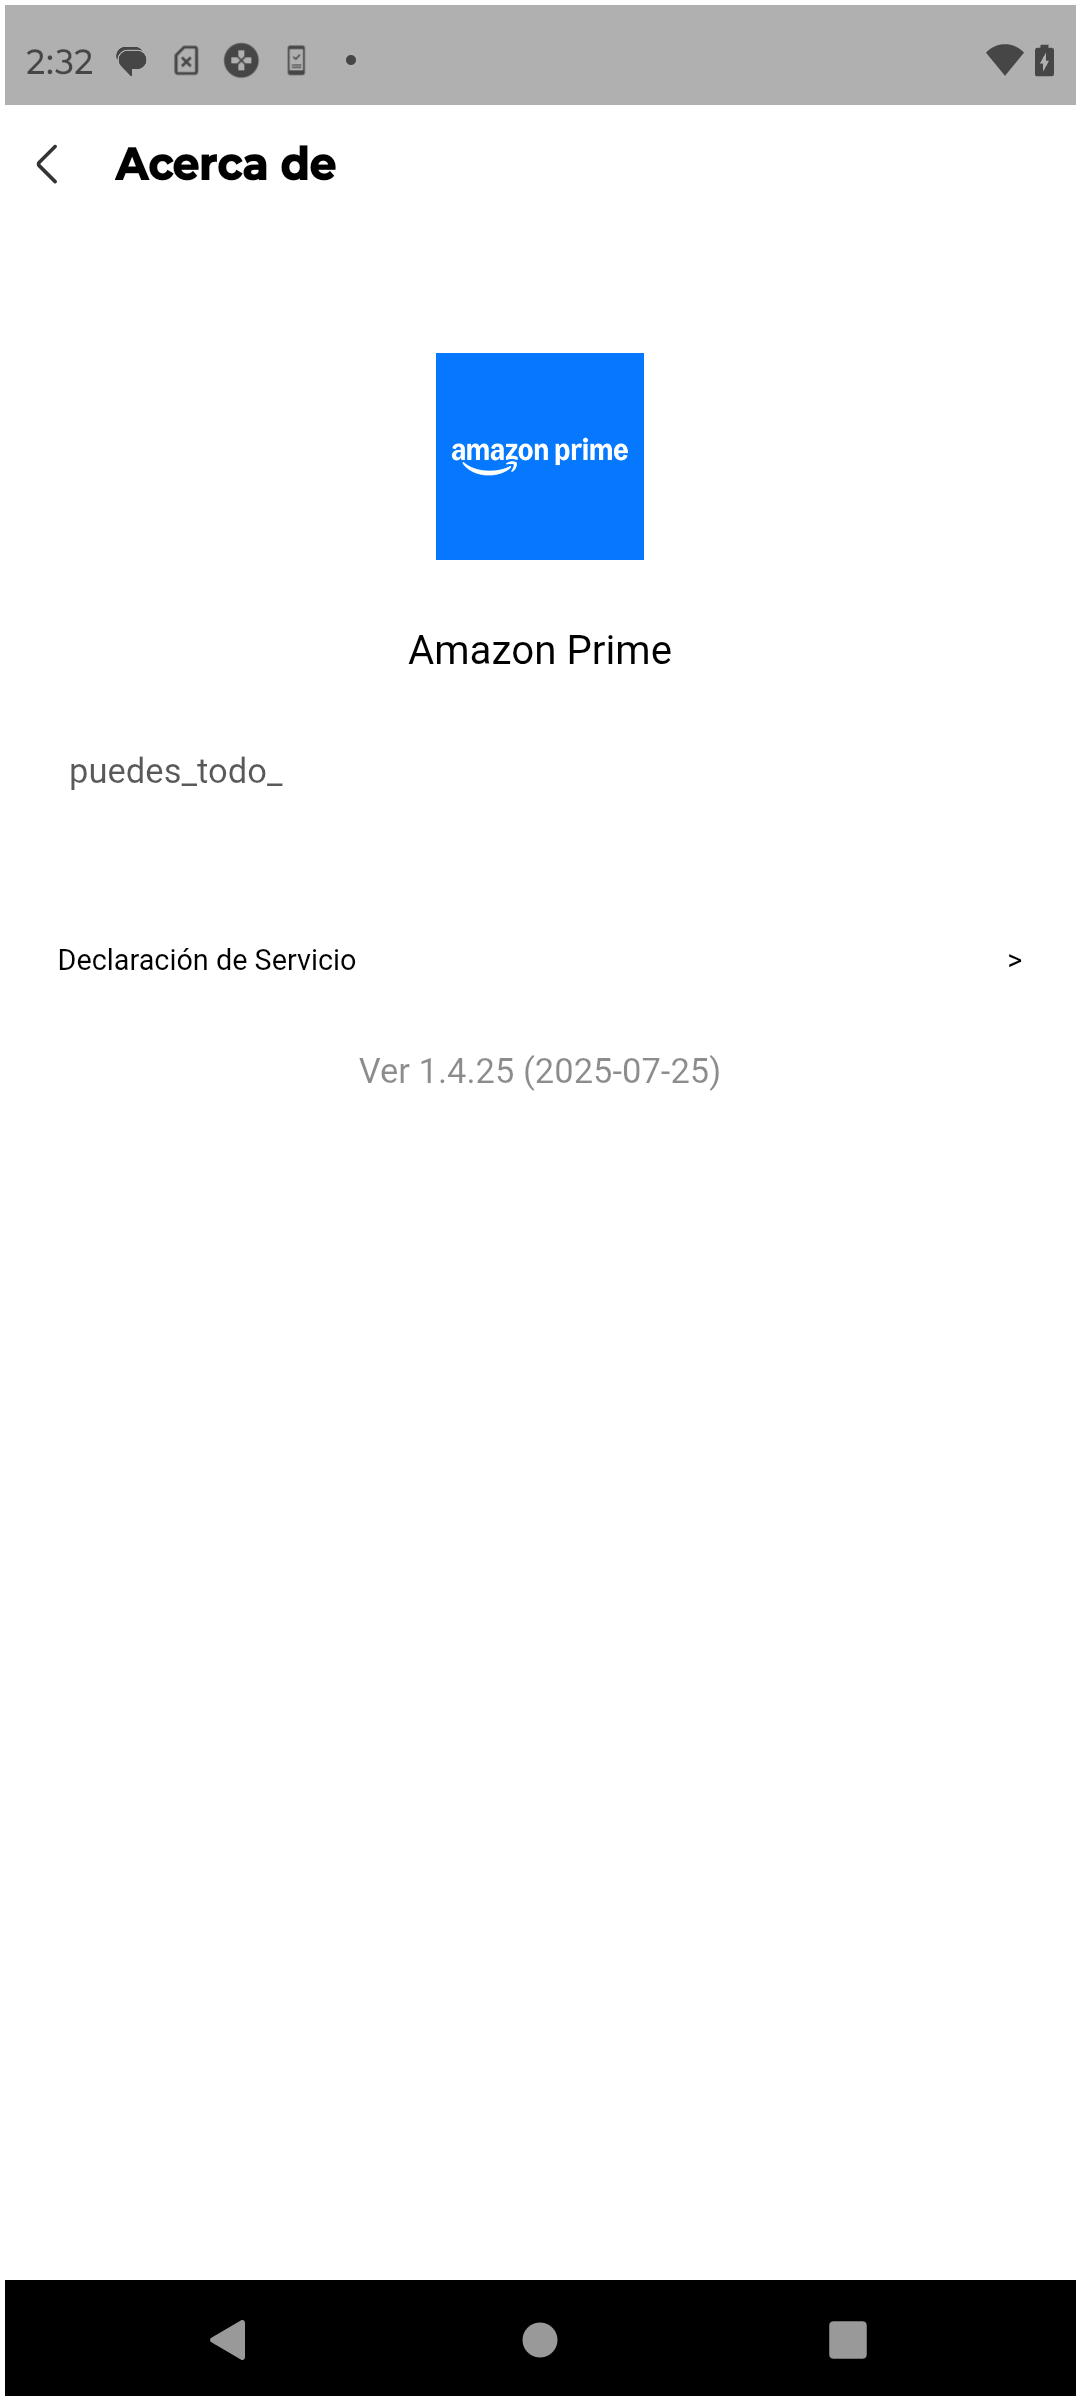 2:32
Acerca de
amazon prime
Amazon Prime
puedes_todo_
Declaración de Servicio >
Ver 1.4.25 (2025-07-25)